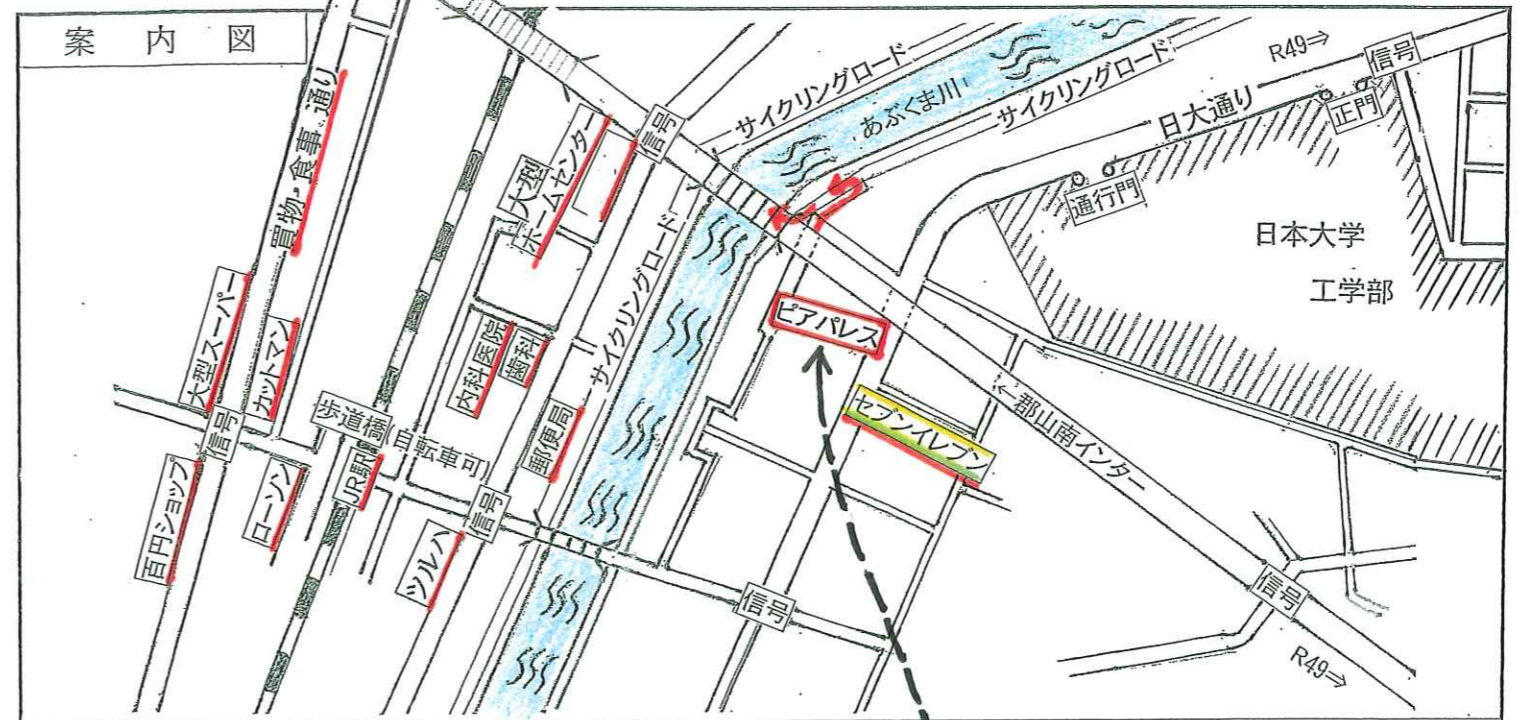 案内図
買物・食事通り
大型スーパー
カットマン
信号
百円ショップ
ローソン
歩道橋(自転車可)
JR駅
大型
ホームセンター
信号
内科医院
歯科
郵便局
信号
ツルハ
サイクリングロード
サイクリングロード
あぶくま川
サイクリングロード
日大通り
R49⇒
信号
正門
通行門
日本大学
工学部
ピアパレス
セブンイレブン
←郡山南インター
信号
信号
R49⇒